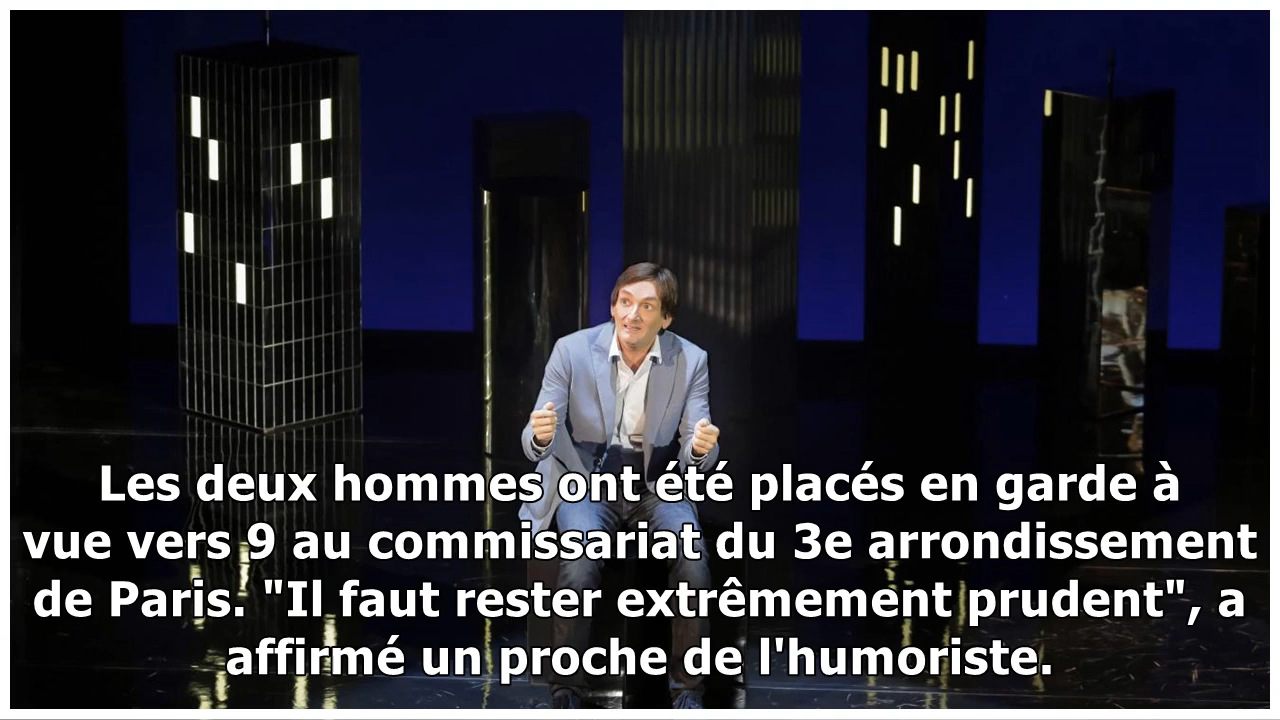 Les deux hommes ont été placés en garde à
vue vers 9 au commissariat du 3e arrondissement
de Paris. "Il faut rester extrêmement prudent", a
affirmé un proche de l'humoriste.